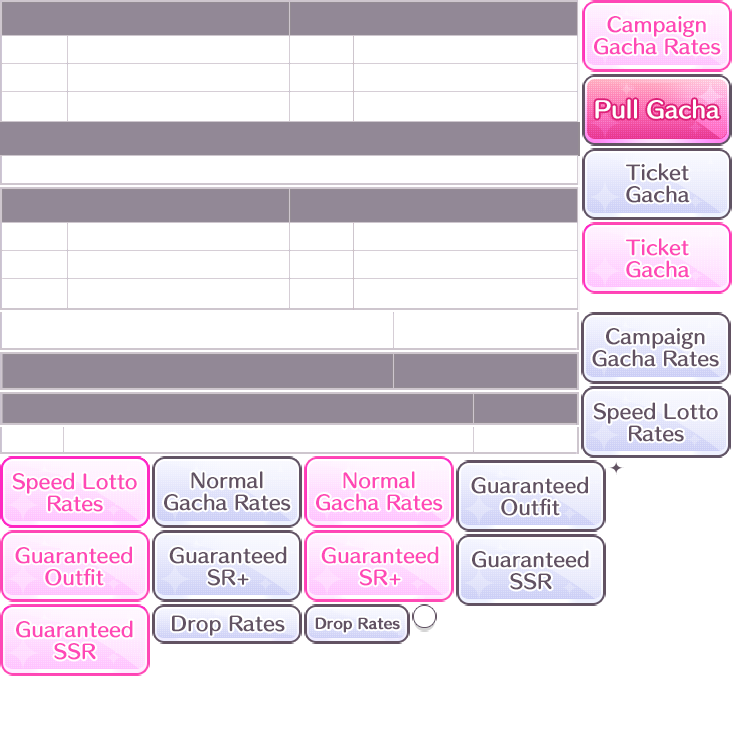 Campaign
Gacha Rates
Pull Gacha
Ticket
Gacha
Ticket
Gacha
Campaign
Gacha Rates
Speed Lotto
Rates
Speed Lotto
Rates
Normal
Gacha Rates
Normal
Gacha Rates
Guaranteed
Outfit
Guaranteed
Outfit
Guaranteed
SR+
Guaranteed
SR+
Guaranteed
SSR
Guaranteed
SSR
Drop Rates
Drop Rates